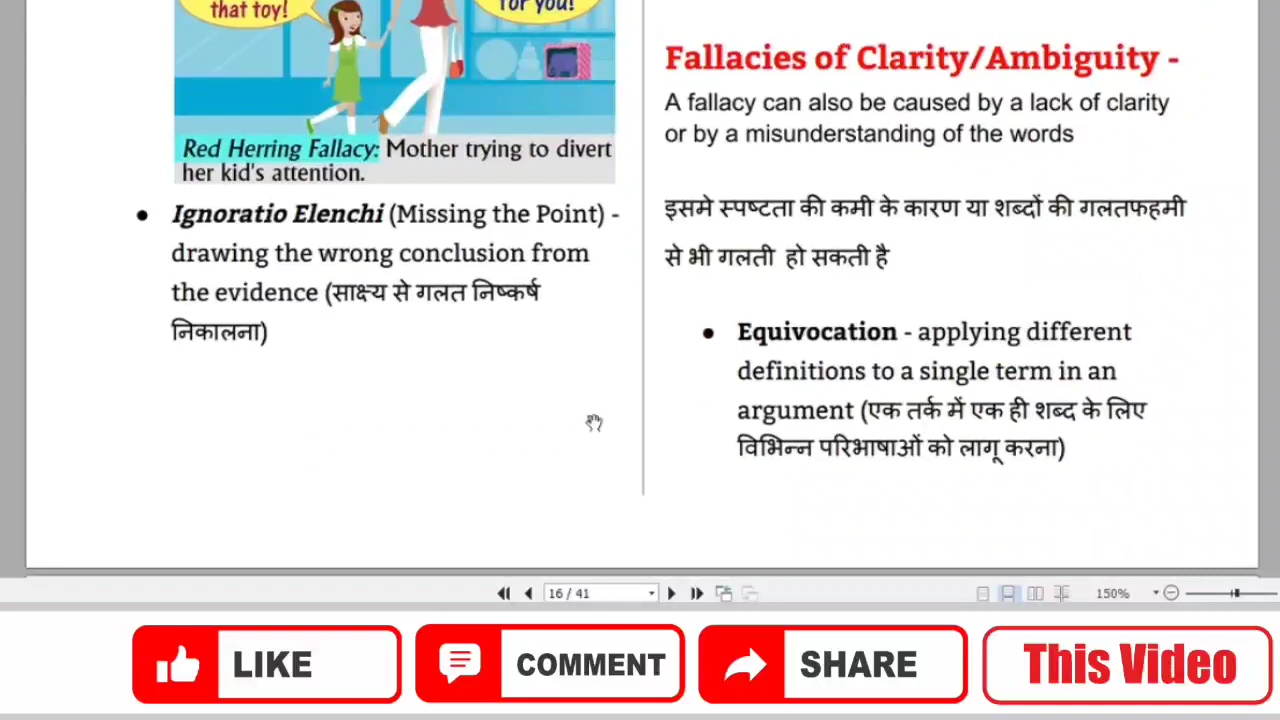 that toy!
for you!
Red Herring Fallacy: Mother trying to divert
her kid's attention.
● Ignoratio Elenchi (Missing the Point) -
drawing the wrong conclusion from
the evidence (साक्ष्य से गलत निष्कर्ष
निकालना)
Fallacies of Clarity/Ambiguity -
A fallacy can also be caused by a lack of clarity
or by a misunderstanding of the words
इसमे स्पष्टता की कमी के कारण या शब्दों की गलतफहमी
से भी गलती हो सकती है
● Equivocation - applying different
definitions to a single term in an
argument (एक तर्क में एक ही शब्द के लिए
विभिन्न परिभाषाओं को लागू करना)
16 / 41
150%
LIKE
COMMENT
SHARE
This Video